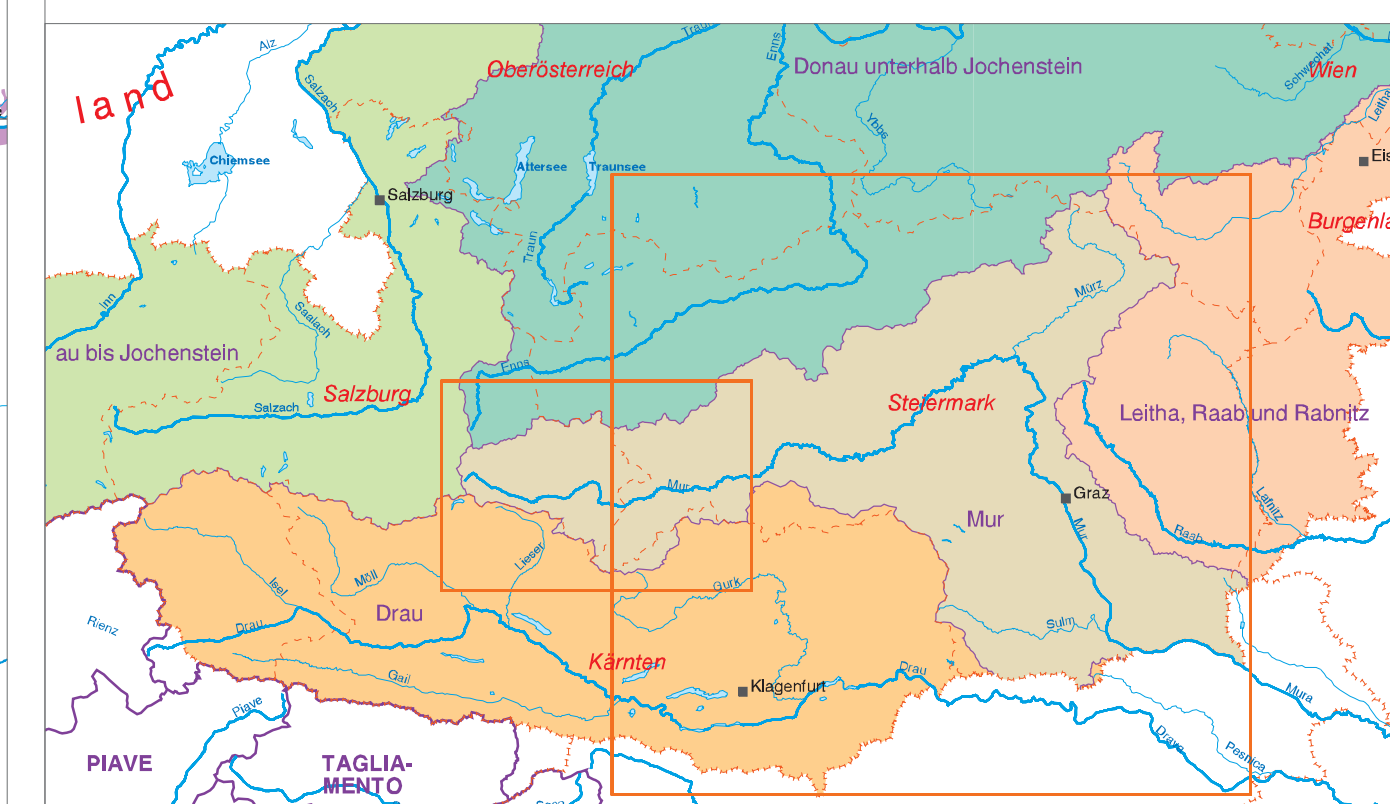 Alz
Traun
Enns
Oberösterreich
Donau unterhalb Jochenstein
Schwechat
Wien
land
Salzach
Leitha
Ybbs
Chiemsee
Attersee
Traunsee
Eis
Salzburg
Burgenla
Traun
Inn
Saalach
Mürz
au bis Jochenstein
Enns
Salzburg
Salzach
Steiermark
Leitha, Raab und Rabnitz
Mur
Graz
Lafnitz
Mur
Mur
Raab
Lieser
Isel
Möll
Gurk
Drau
Rienz
Drau
Sulm
Kärnten
Gail
Drau
Klagenfurt
Mura
Piave
Drava
Pesnica
PIAVE
TAGLIA-
MENTO